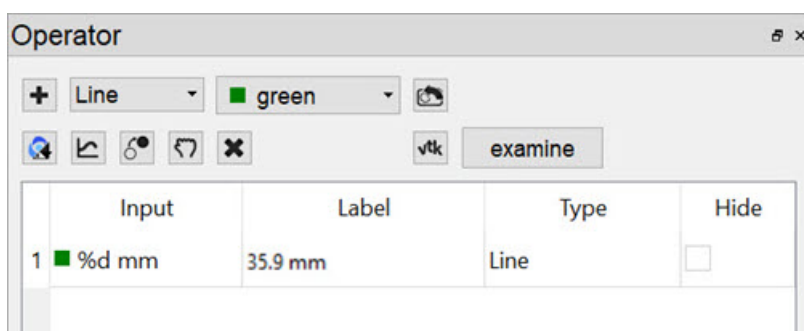 Operator
Line green
vtk examine
Input Label Type Hide
1 %d mm 35.9 mm Line